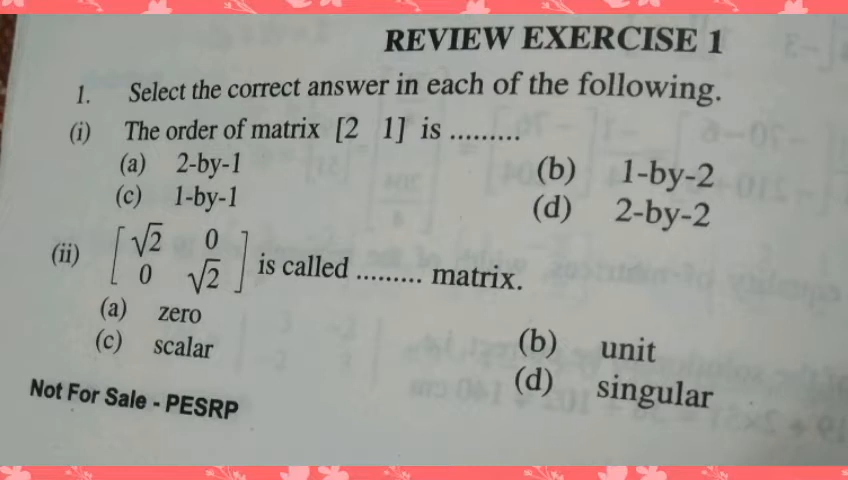 REVIEW EXERCISE 1
1. Select the correct answer in each of the following.
(i) The order of matrix [2 1] is .........
(a) 2-by-1 (b) 1-by-2
(c) 1-by-1 (d) 2-by-2
(ii) [√2 0
0 √2] is called ......... matrix.
(a) zero (b) unit
(c) scalar (d) singular
Not For Sale - PESRP